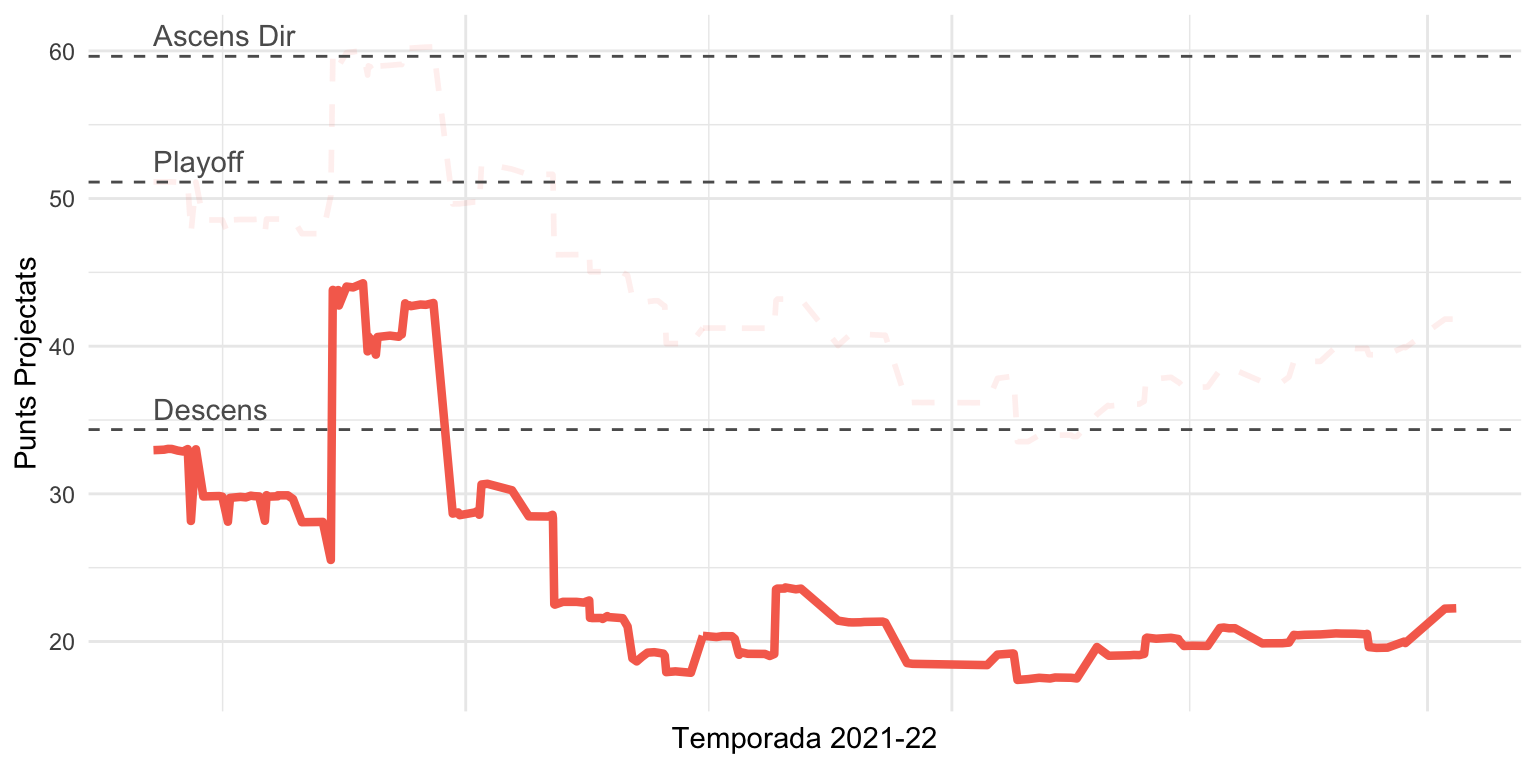 Ascens Dir
60
Playoff
50
Punts Projectats
40
Descens
30
20
Temporada 2021-22